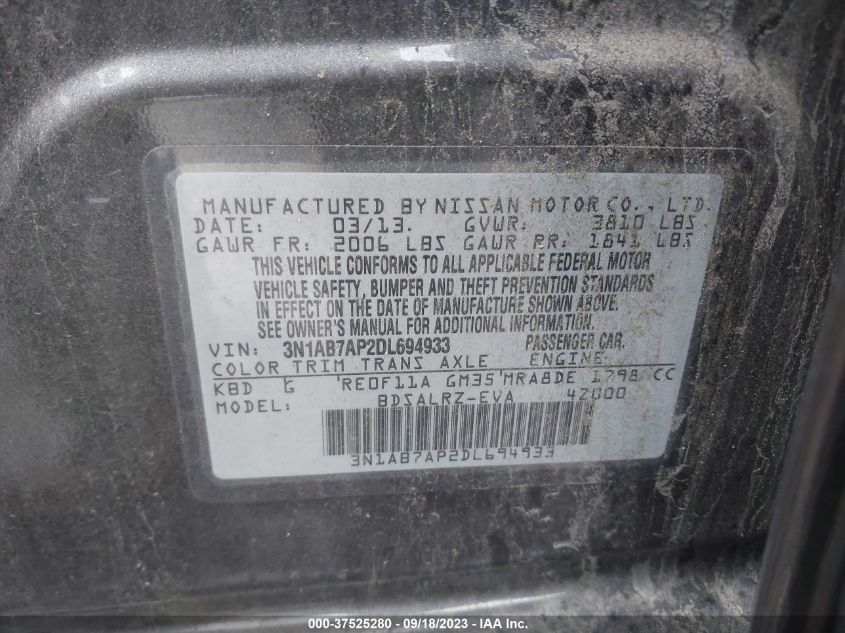 MANUFACTURED BY NISSAN MOTOR CO., LTD.
DATE: 03/13. GVWR: 3810 LBS
GAWR FR: 2006 LBS GAWR RR: 1841 LBS
THIS VEHICLE CONFORMS TO ALL APPLICABLE FEDERAL MOTOR
VEHICLE SAFETY, BUMPER AND THEFT PREVENTION STANDARDS
IN EFFECT ON THE DATE OF MANUFACTURE SHOWN ABOVE.
SEE OWNER'S MANUAL FOR ADDITIONAL INFORMATION.
VIN: 3N1AB7AP2DL694933 PASSENGER CAR.
COLOR TRIM TRANS AXLE ENGINE
KBD G RE0F11A GM35 MRA8DE 1798 CC
MODEL: BDSALRZ-EVA 4Z000
3N1AB7AP2DL694933
000-37525280 - 09/18/2023 - © IAA Holdings, LLC